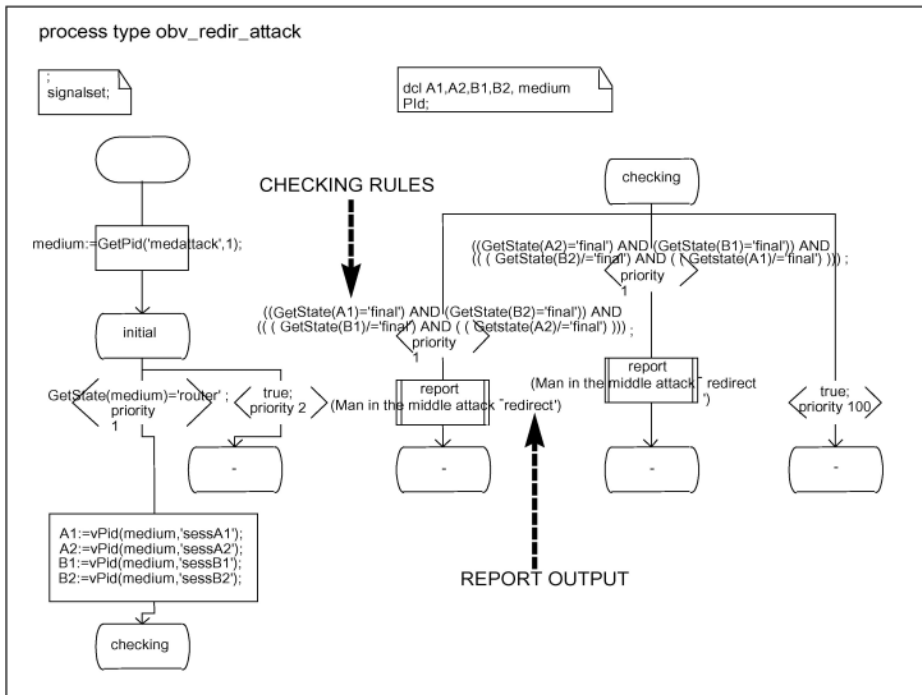 process type obv_redir_attack
;
signalset;
dcl A1,A2,B1,B2, medium
PId;
medium:=GetPid('medattack',1);
initial
GetState(medium)='router' ;
priority
1
true;
priority 2
-
A1:=vPid(medium,'sessA1');
A2:=vPid(medium,'sessA2');
B1:=vPid(medium,'sessB1');
B2:=vPid(medium,'sessB2');
checking
CHECKING RULES
checking
((GetState(A1)='final') AND (GetState(B2)='final')) AND
(( ( GetState(B1)/='final') AND ( ( Getstate(A2)/='final') ))) ;
priority
1
report
(Man in the middle attack ¯redirect')
-
((GetState(A2)='final') AND (GetState(B1)='final')) AND
(( ( GetState(B2)/='final') AND ( ( Getstate(A1)/='final') ))) ;
priority
1
report
(Man in the middle attack ¯ redirect
')
-
true;
priority 100
-
REPORT OUTPUT